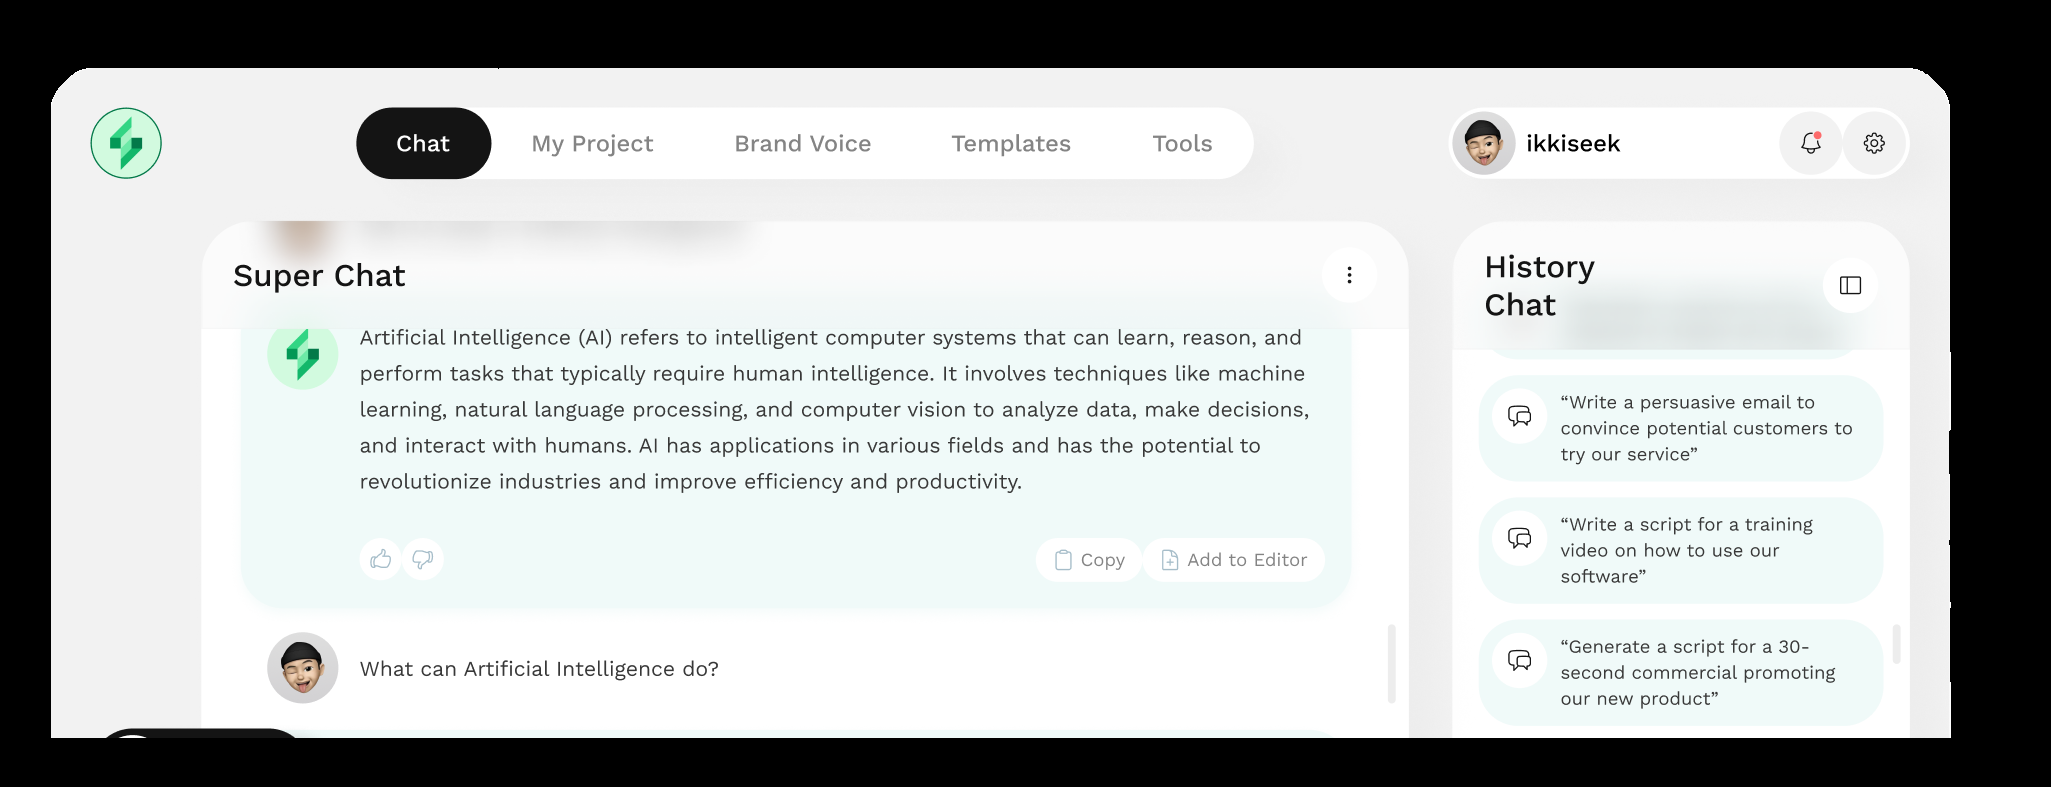 Chat
My Project
Brand Voice
Templates
Tools
ikkiseek
Super Chat
Artificial Intelligence (AI) refers to intelligent computer systems that can learn, reason, and
perform tasks that typically require human intelligence. It involves techniques like machine
learning, natural language processing, and computer vision to analyze data, make decisions,
and interact with humans. AI has applications in various fields and has the potential to
revolutionize industries and improve efficiency and productivity.
Copy
Add to Editor
What can Artificial Intelligence do?
History
Chat
“Write a persuasive email to
convince potential customers to
try our service”
“Write a script for a training
video on how to use our
software”
“Generate a script for a 30-
second commercial promoting
our new product”